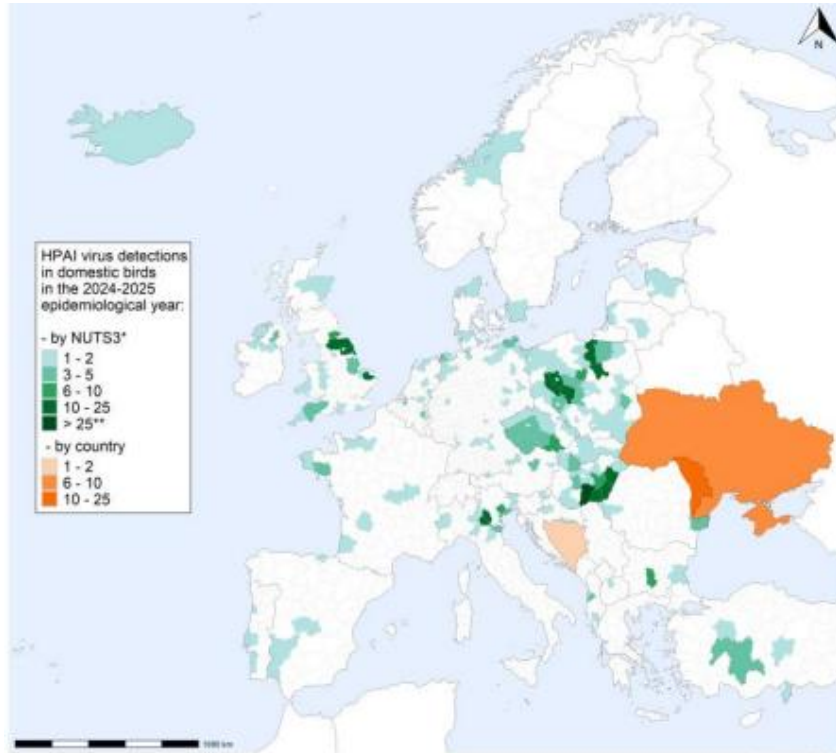 N
HPAI virus detections
in domestic birds
in the 2024-2025
epidemiological year:
- by NUTS3*
1 - 2
3 - 5
6 - 10
10 - 25
> 25**
- by country
1 - 2
6 - 10
10 - 25